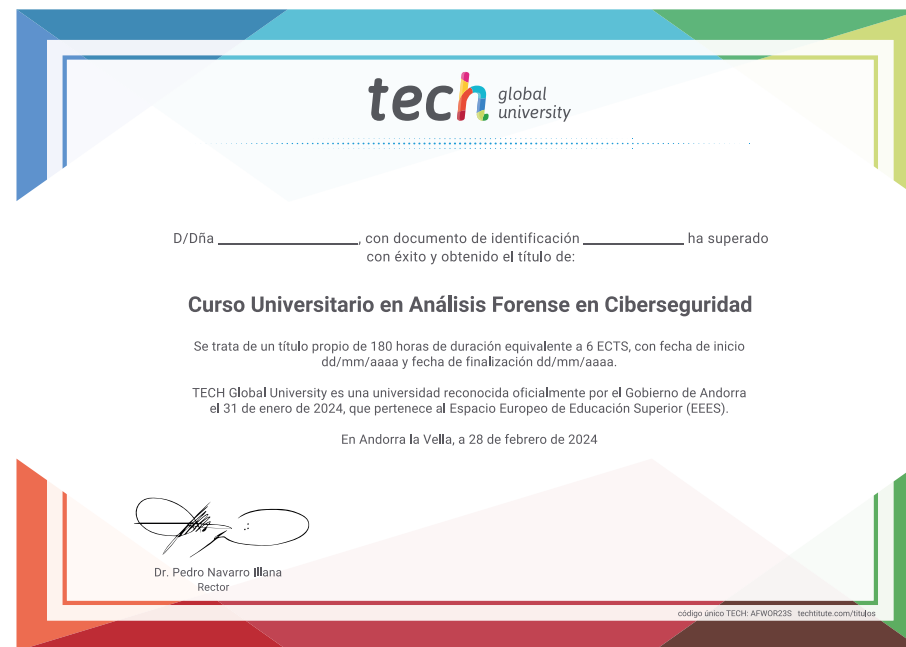 tech global university
D/Dña ______________, con documento de identificación __________ ha superado
con éxito y obtenido el título de:
Curso Universitario en Análisis Forense en Ciberseguridad
Se trata de un título propio de 180 horas de duración equivalente a 6 ECTS, con fecha de inicio
dd/mm/aaaa y fecha de finalización dd/mm/aaaa.
TECH Global University es una universidad reconocida oficialmente por el Gobierno de Andorra
el 31 de enero de 2024, que pertenece al Espacio Europeo de Educación Superior (EEES).
En Andorra la Vella, a 28 de febrero de 2024
Dr. Pedro Navarro Illana
Rector
código único TECH: AFWOR23S techtitute.com/titulos